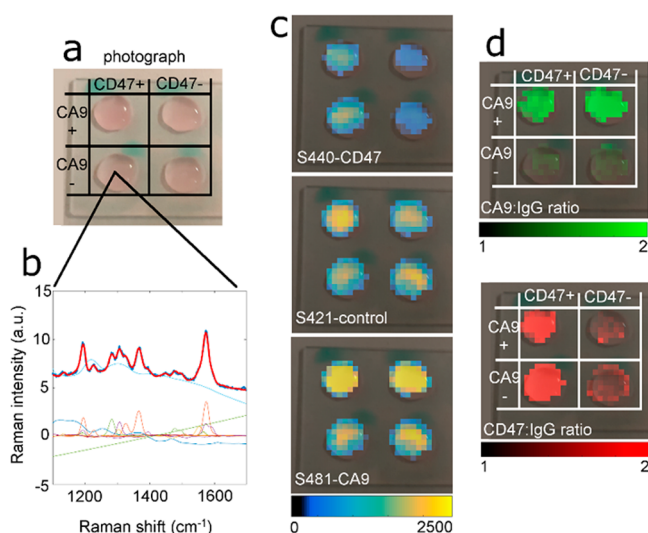 a
photograph
CD47+ CD47-
CA9
+
CA9
-
b
15
10
5
0
-5
Raman intensity (a.u.)
1200 1400 1600
Raman shift (cm-1)
c
S440-CD47
S421-control
S481-CA9
0 2500
d
CD47+ CD47-
CA9
+
CA9
-
CA9:IgG ratio
1 2
CD47+ CD47-
CA9
+
CA9
-
CD47:IgG ratio
1 2